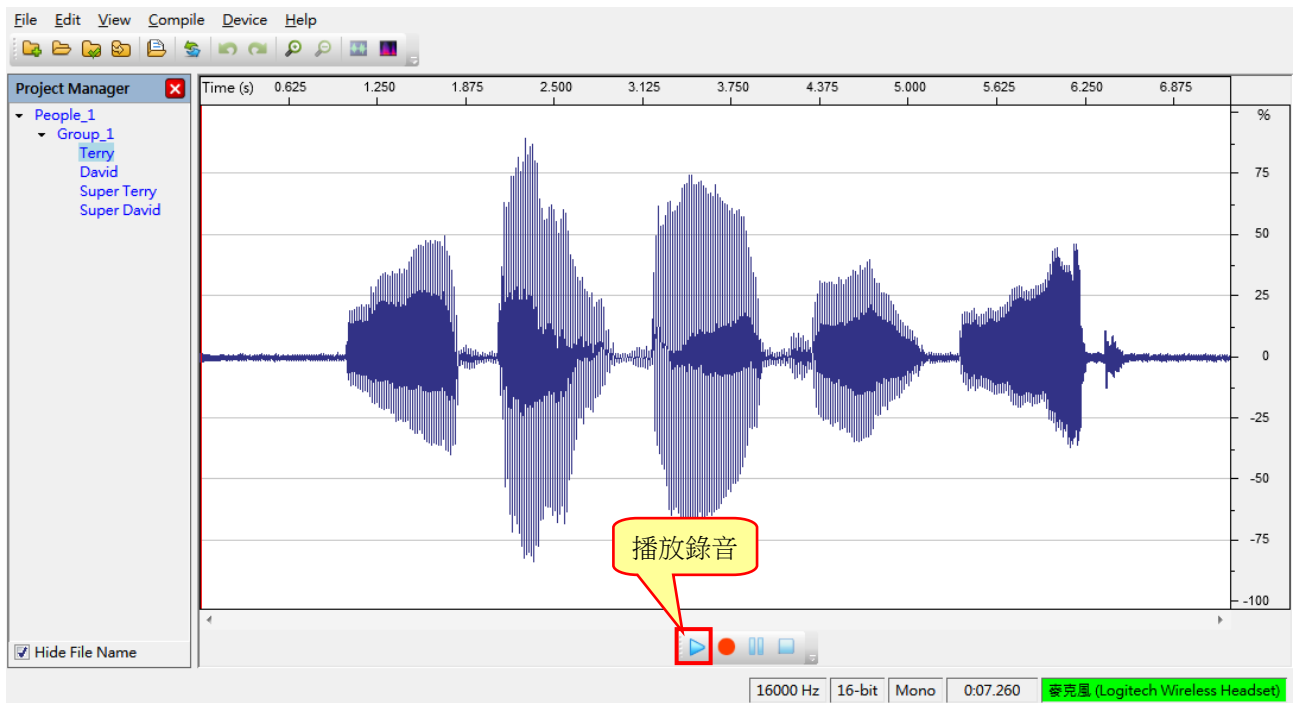 File Edit View Compile Device Help
Project Manager
People_1
Group_1
Terry
David
Super Terry
Super David
Hide File Name
Time (s) 0.625 1.250 1.875 2.500 3.125 3.750 4.375 5.000 5.625 6.250 6.875
%
75
50
25
0
-25
-50
-75
-100
播放錄音
16000 Hz 16-bit Mono 0:07.260 麥克風 (Logitech Wireless Headset)